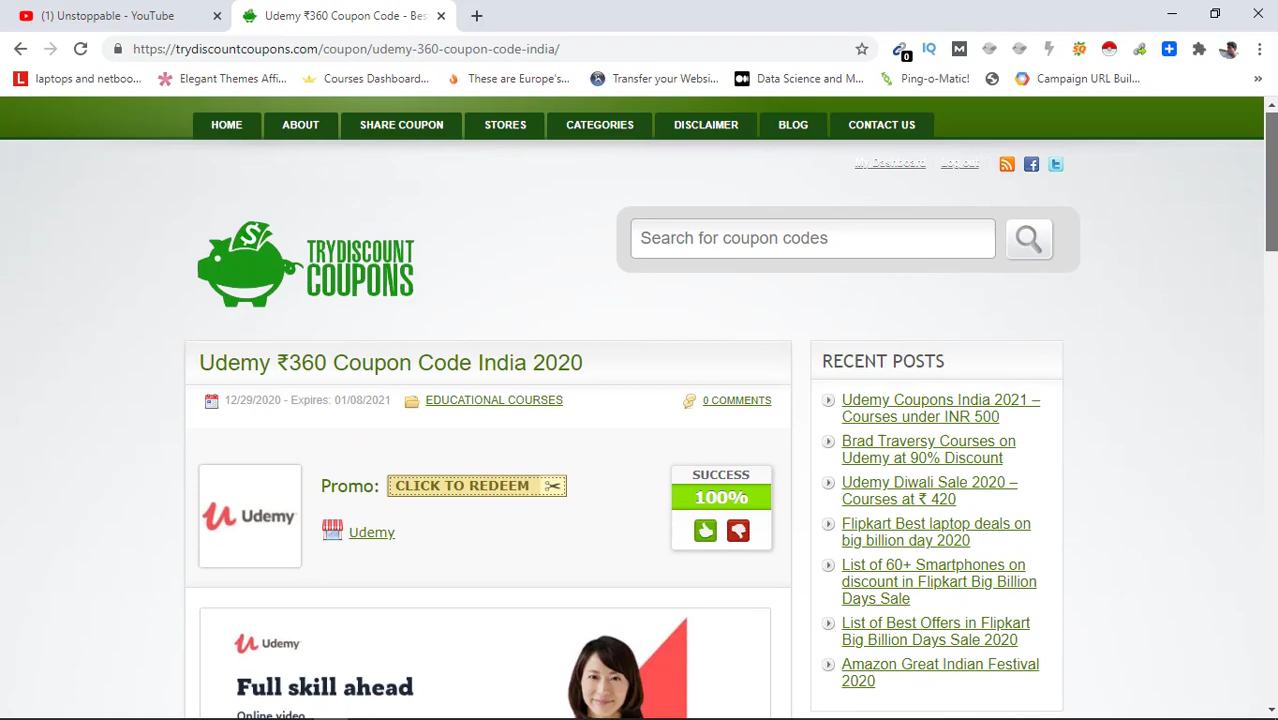 (1) Unstoppable - YouTube
Udemy ₹360 Coupon Code - Bes
https://trydiscountcoupons.com/coupon/udemy-360-coupon-code-india/
0
IQ
M
L laptops and netboo...
Elegant Themes Affi...
Courses Dashboard...
These are Europe's...
Transfer your Websi...
Data Science and M...
Ping-o-Matic!
Campaign URL Buil...
»
HOME
ABOUT
SHARE COUPON
STORES
CATEGORIES
DISCLAIMER
BLOG
CONTACT US
My Dashboard
Log out
TRYDISCOUNT
COUPONS
Search for coupon codes
Udemy ₹360 Coupon Code India 2020
12/29/2020 - Expires: 01/08/2021
EDUCATIONAL COURSES
0 COMMENTS
Udemy
Promo: CLICK TO REDEEM
Udemy
SUCCESS
100%
Udemy
Full skill ahead
Online video
RECENT POSTS
Udemy Coupons India 2021 –
Courses under INR 500
Brad Traversy Courses on
Udemy at 90% Discount
Udemy Diwali Sale 2020 –
Courses at ₹ 420
Flipkart Best laptop deals on
big billion day 2020
List of 60+ Smartphones on
discount in Flipkart Big Billion
Days Sale
List of Best Offers in Flipkart
Big Billion Days Sale 2020
Amazon Great Indian Festival
2020